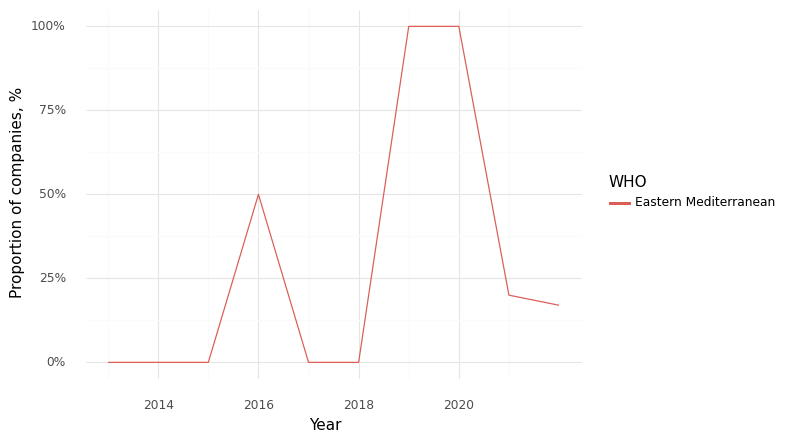 100%
75%
50%
25%
0%
Proportion of companies, %
2014
2016
2018
2020
Year
WHO
Eastern Mediterranean